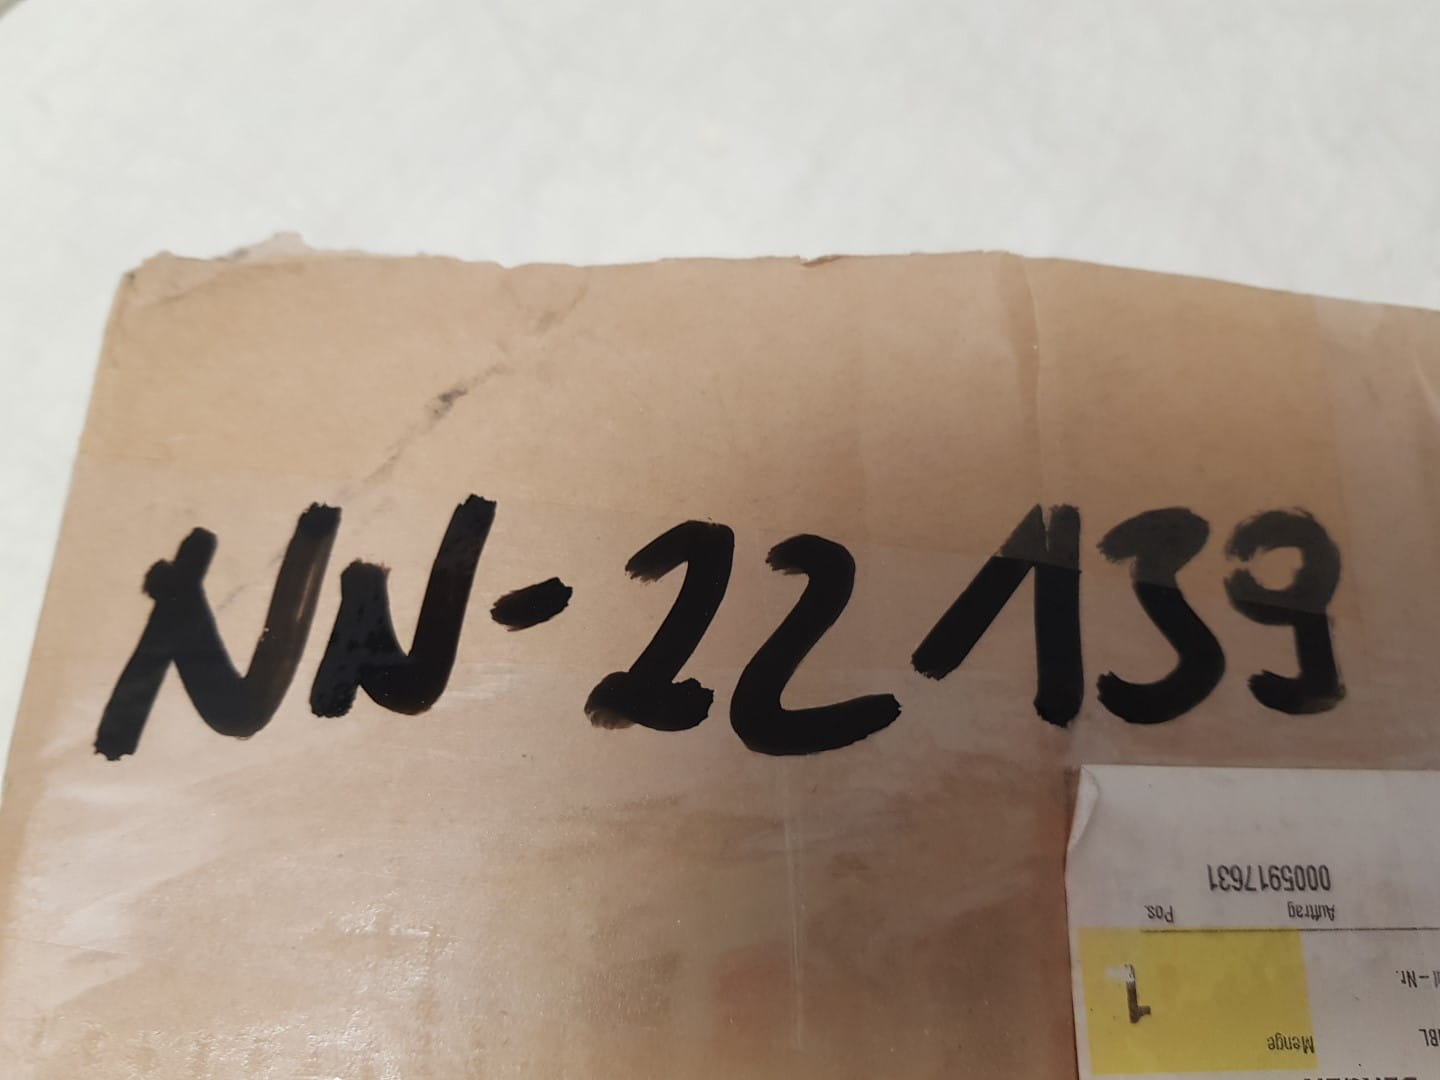 NN-22139
0005917631
Auftrag Pos.
Menge
1